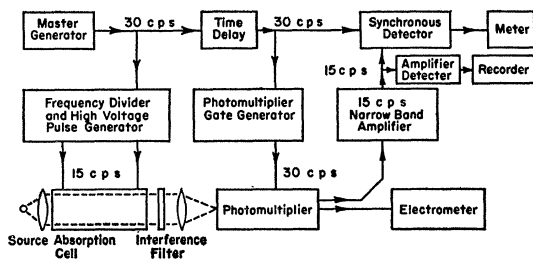 Master
Generator
30 cps
Time
Delay
30 cps
Synchronous
Detector
Meter
15 cps
Amplifier
Detecter
Recorder
Frequency Divider
and High Voltage
Pulse Generator
Photomultiplier
Gate Generator
15 cps
Narrow Band
Amplifier
15 cps
30 cps
Photomultiplier
Electrometer
Source Absorption
Cell
Interference
Filter